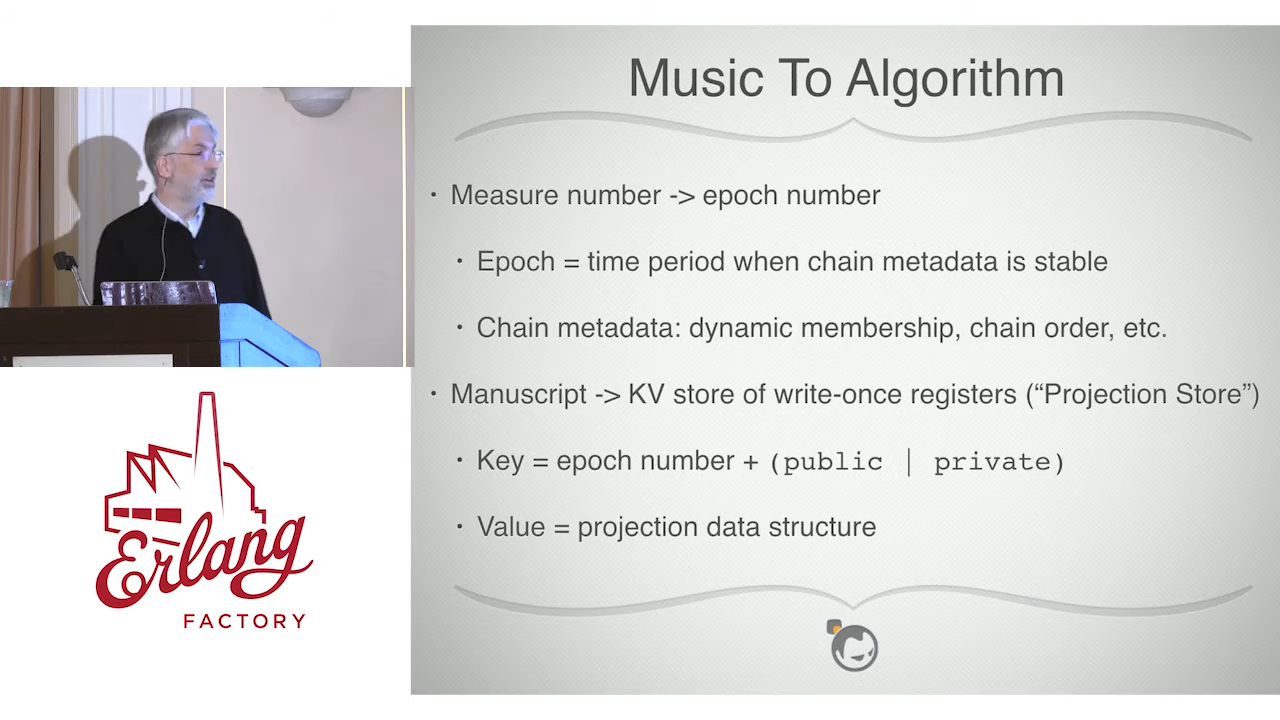 Music To Algorithm
• Measure number -> epoch number
• Epoch = time period when chain metadata is stable
• Chain metadata: dynamic membership, chain order, etc.
• Manuscript -> KV store of write-once registers (“Projection Store”)
• Key = epoch number + (public | private)
• Value = projection data structure
Erlang
FACTORY